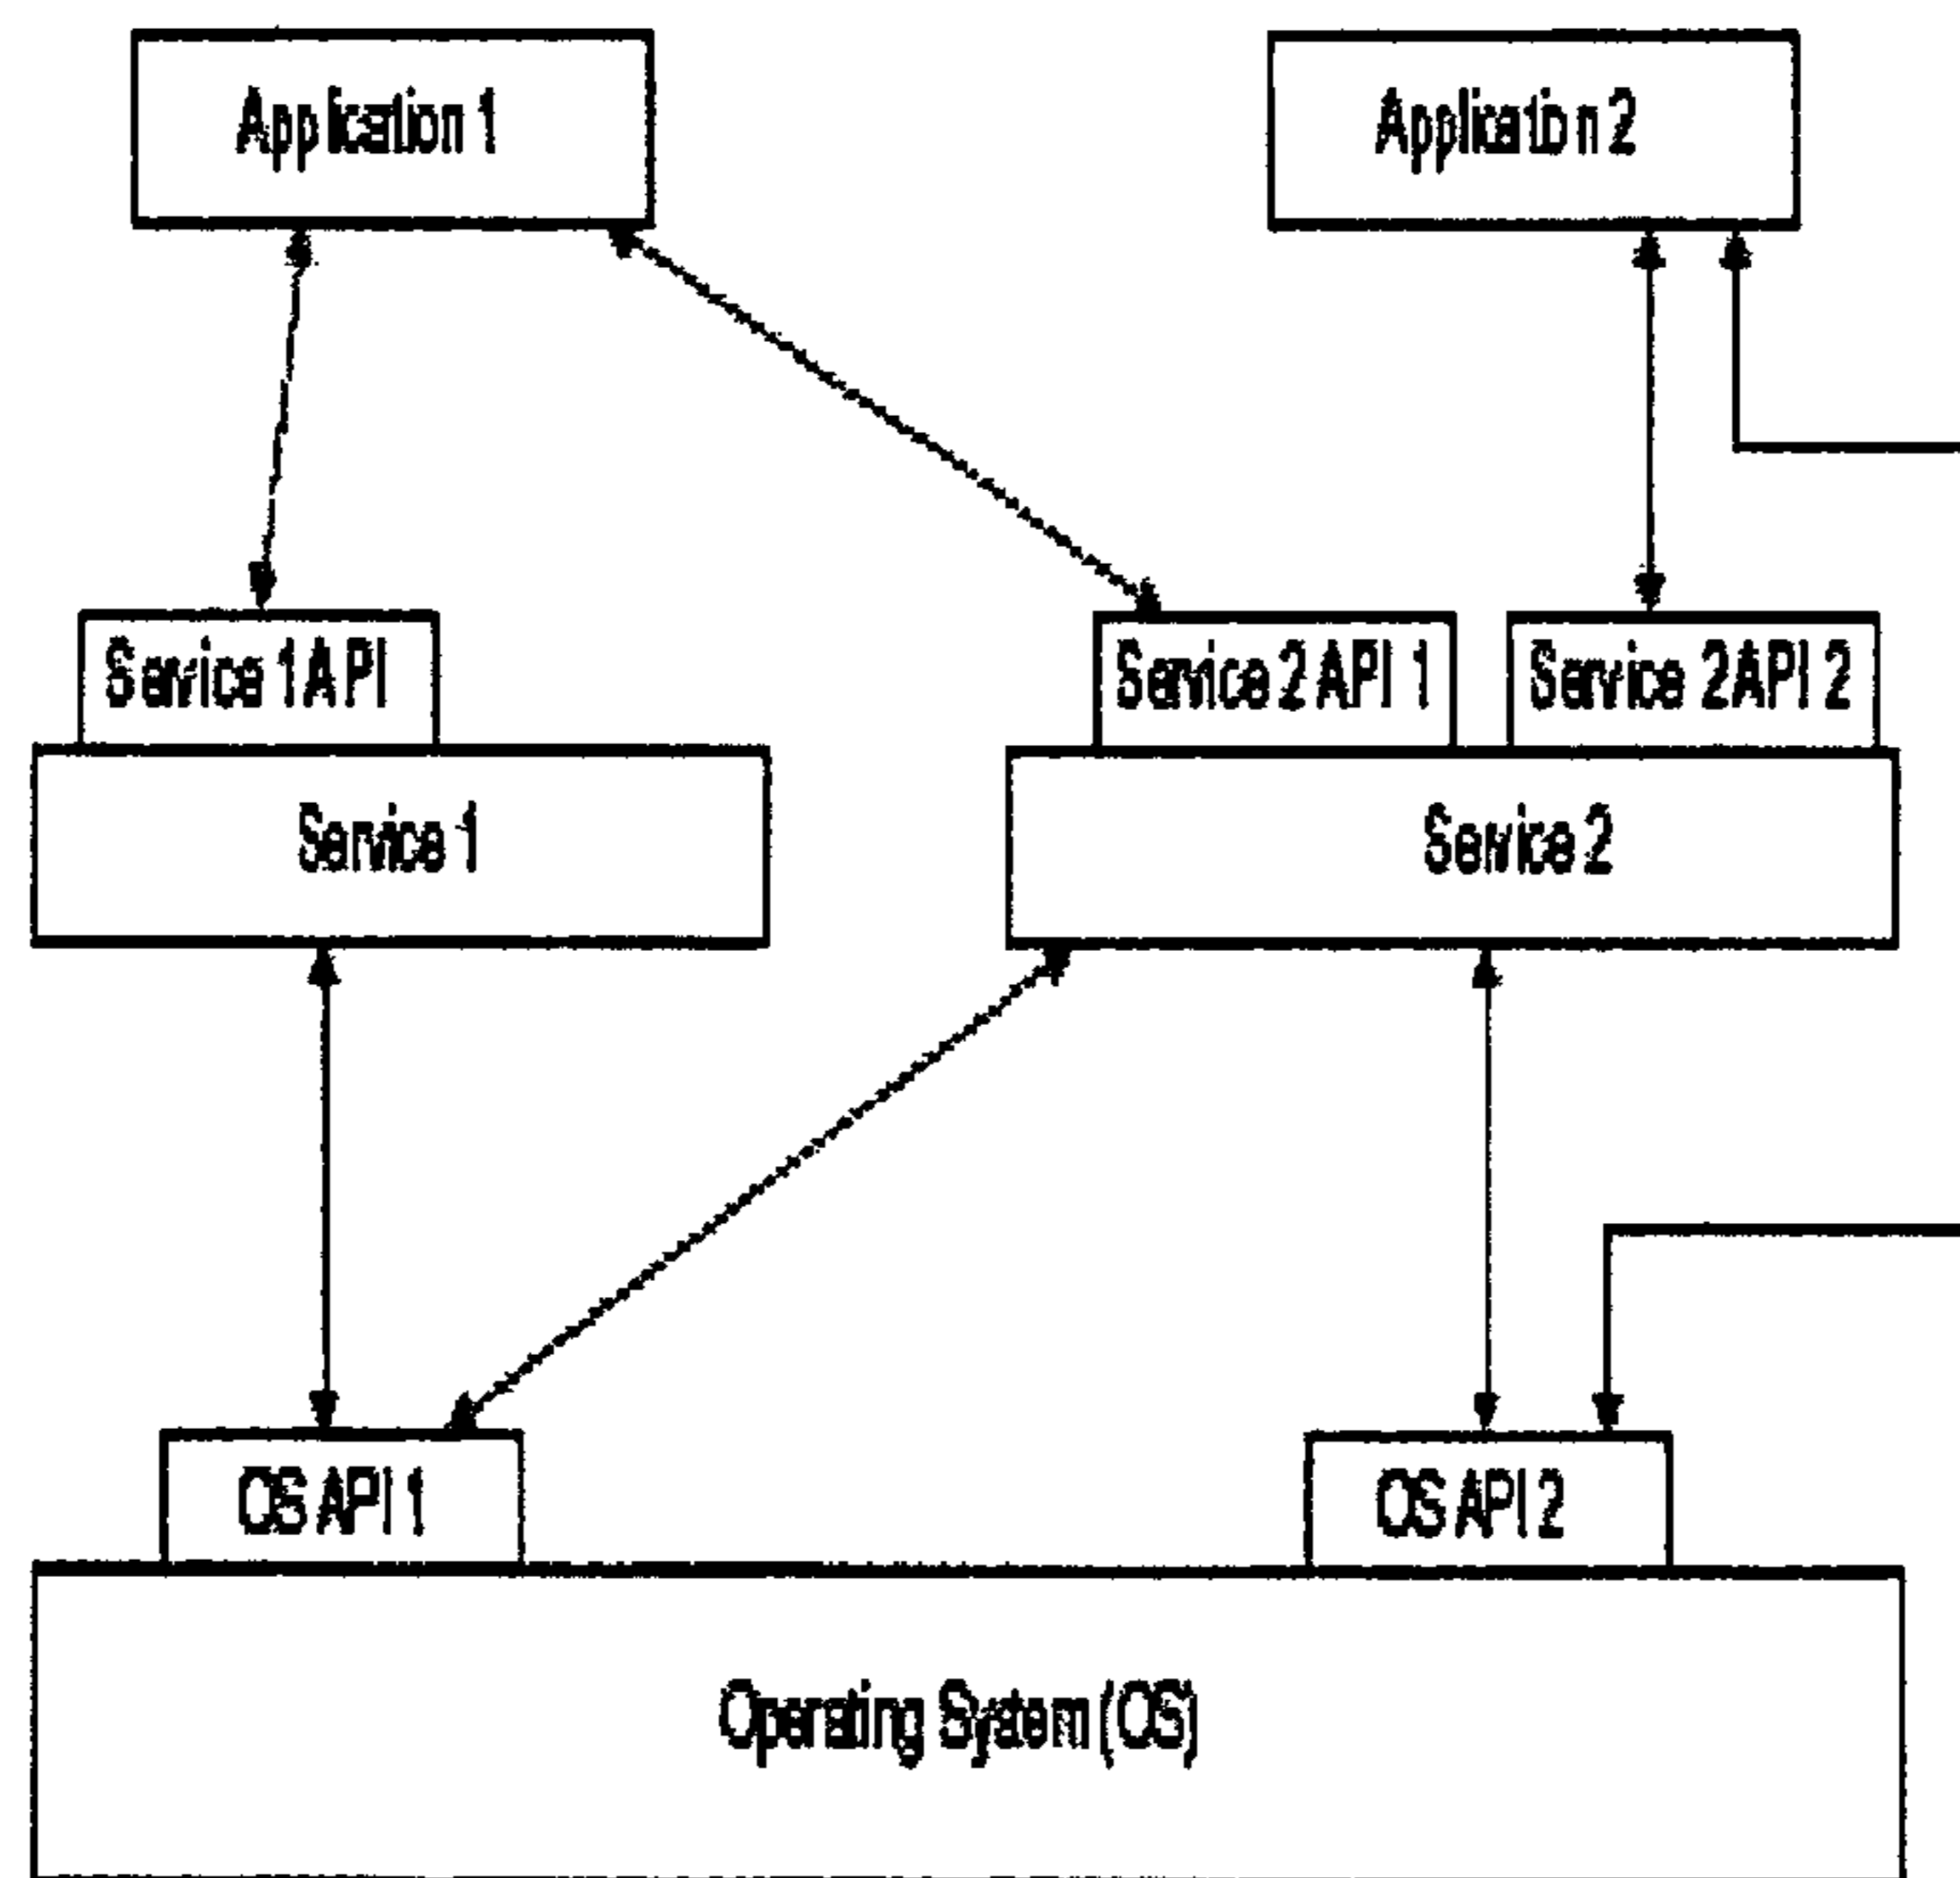 Application 1
Application 2
Service 1 API
Service 2 API 1
Service 2 API 2
Service 1
Service 2
OS API 1
OS API 2
Operating System (OS)